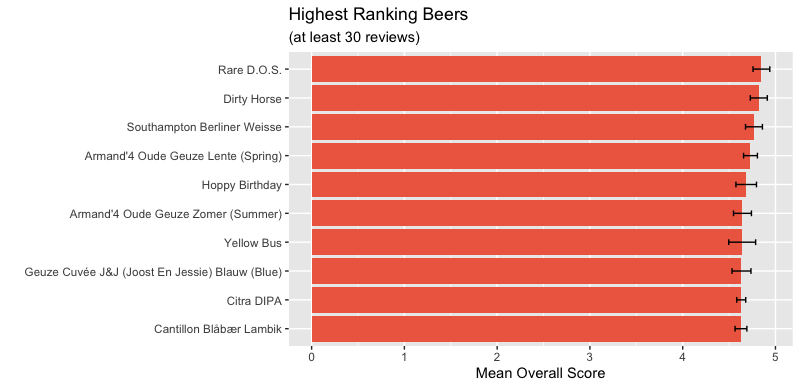 Highest Ranking Beers
(at least 30 reviews)
Rare D.O.S.
Dirty Horse
Southampton Berliner Weisse
Armand'4 Oude Geuze Lente (Spring)
Hoppy Birthday
Armand'4 Oude Geuze Zomer (Summer)
Yellow Bus
Geuze Cuvée J&J (Joost En Jessie) Blauw (Blue)
Citra DIPA
Cantillon Blåbær Lambik
0 1 2 3 4 5
Mean Overall Score